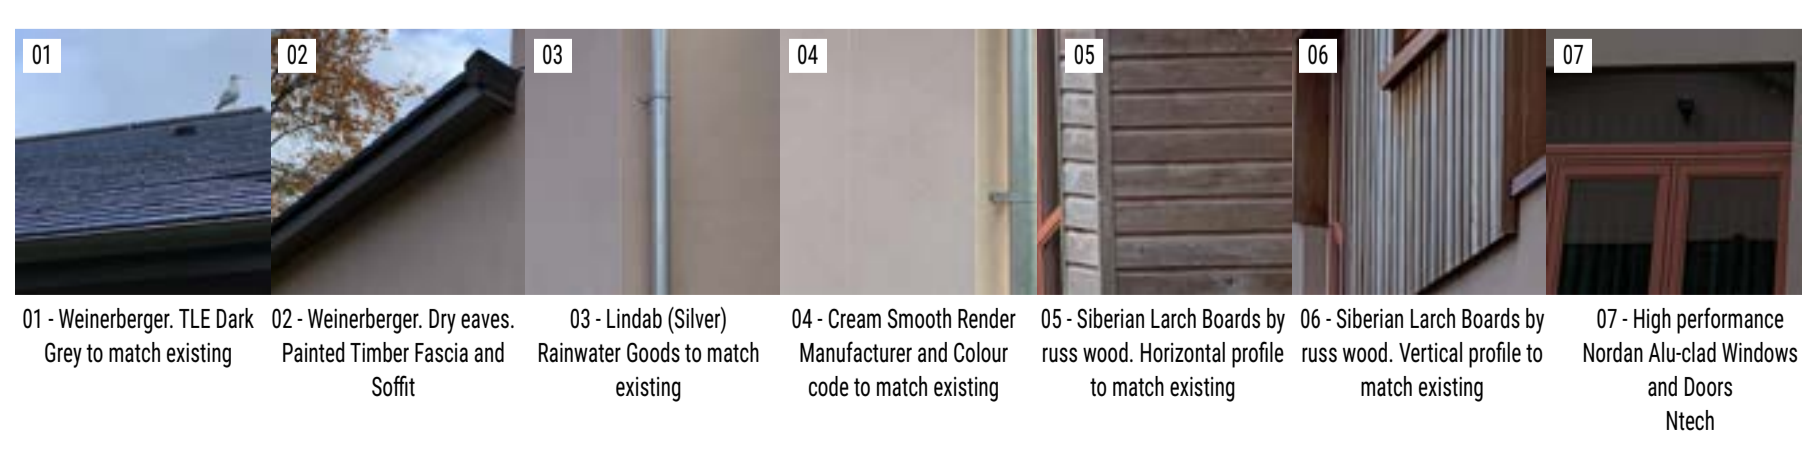 01
02
03
04
05
06
07
01 - Weinerberger. TLE Dark
Grey to match existing
02 - Weinerberger. Dry eaves.
Painted Timber Fascia and
Soffit
03 - Lindab (Silver)
Rainwater Goods to match
existing
04 - Cream Smooth Render
Manufacturer and Colour
code to match existing
05 - Siberian Larch Boards by
russ wood. Horizontal profile
to match existing
06 - Siberian Larch Boards by
russ wood. Vertical profile to
match existing
07 - High performance
Nordan Alu-clad Windows
and Doors
Ntech